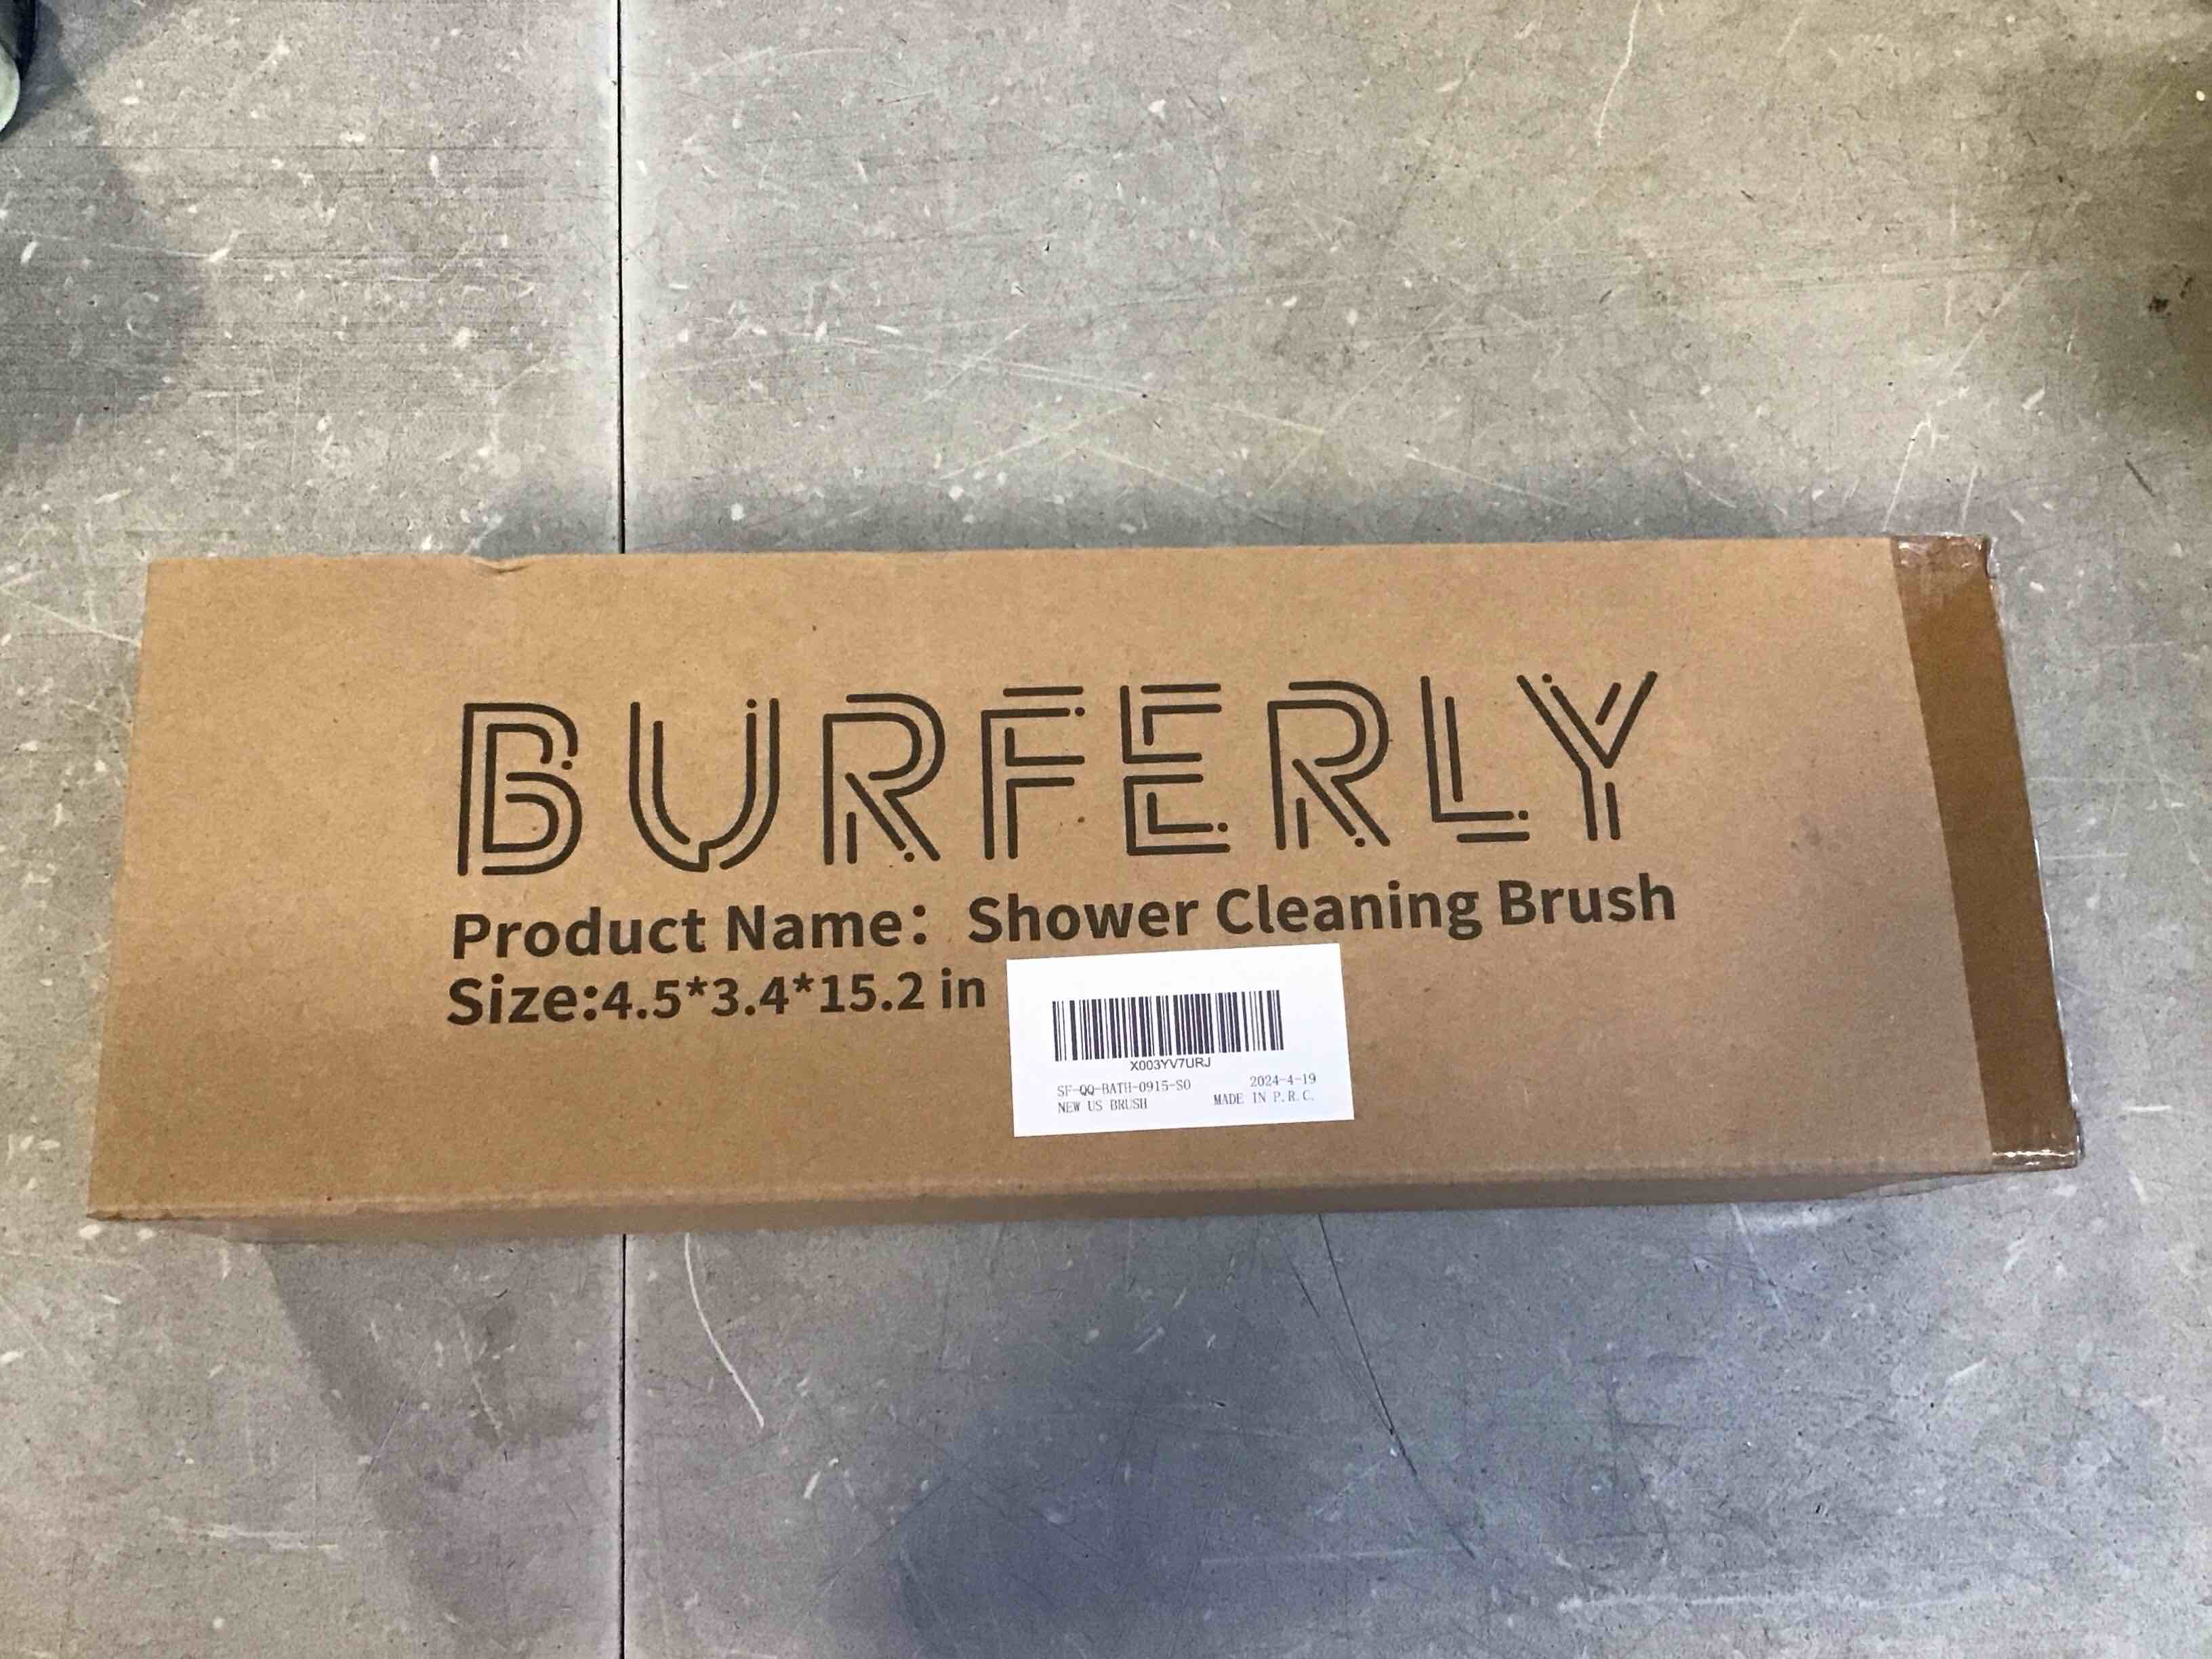 BURFERLY
Product Name: Shower Cleaning Brush
Size:4.5*3.4*15.2 in
X003YV7URJ
SF-QQ-BATH-0915-SO 2024-4-19
NEW US BRUSH MADE IN P.R.C.